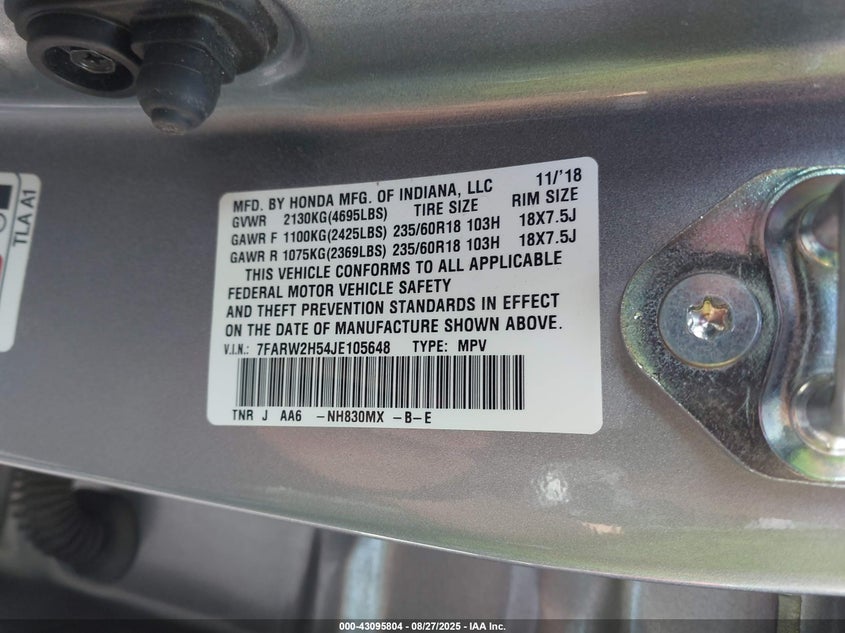 MFD. BY HONDA MFG. OF INDIANA, LLC 11/'18
GVWR 2130KG(4695LBS) TIRE SIZE RIM SIZE
GAWR F 1100KG(2425LBS) 235/60R18 103H 18X7.5J
GAWR R 1075KG(2369LBS) 235/60R18 103H 18X7.5J
THIS VEHICLE CONFORMS TO ALL APPLICABLE
FEDERAL MOTOR VEHICLE SAFETY
AND THEFT PREVENTION STANDARDS IN EFFECT
ON THE DATE OF MANUFACTURE SHOWN ABOVE.
V.I.N.: 7FARW2H54JE105648 TYPE: MPV
TNR J AA6 -NH830MX -B-E
TLA A1
000-43095804 - 08/27/2025 - IAA Inc.